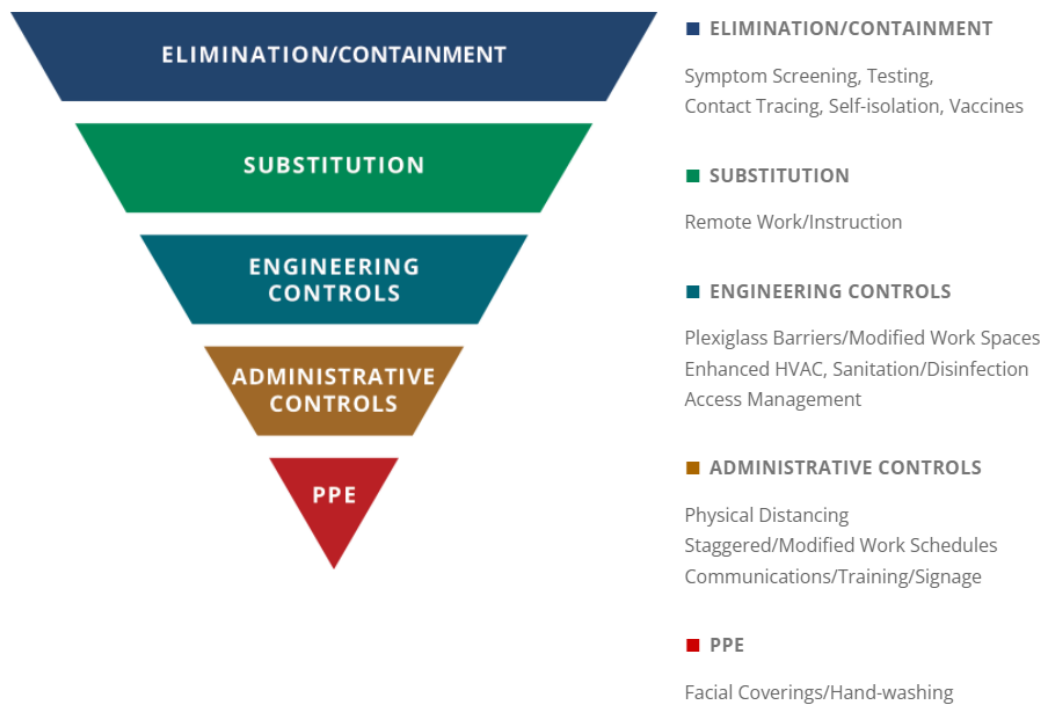 ELIMINATION/CONTAINMENT
SUBSTITUTION
ENGINEERING
CONTROLS
ADMINISTRATIVE
CONTROLS
PPE
ELIMINATION/CONTAINMENT
Symptom Screening, Testing,
Contact Tracing, Self-isolation, Vaccines
SUBSTITUTION
Remote Work/Instruction
ENGINEERING CONTROLS
Plexiglass Barriers/Modified Work Spaces
Enhanced HVAC, Sanitation/Disinfection
Access Management
ADMINISTRATIVE CONTROLS
Physical Distancing
Staggered/Modified Work Schedules
Communications/Training/Signage
PPE
Facial Coverings/Hand-washing